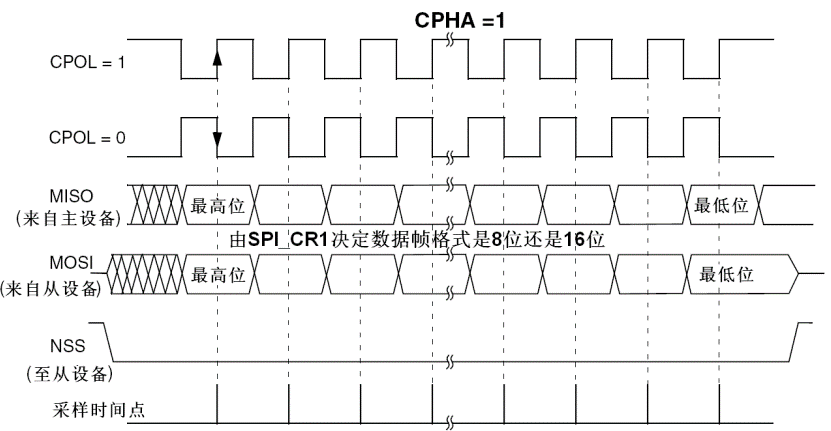 CPHA =1
CPOL = 1
CPOL = 0
MISO
(来自主设备)
最高位
最低位
由SPI_CR1决定数据帧格式是8位还是16位
MOSI
(来自从设备)
最高位
最低位
NSS
(至从设备)
采样时间点